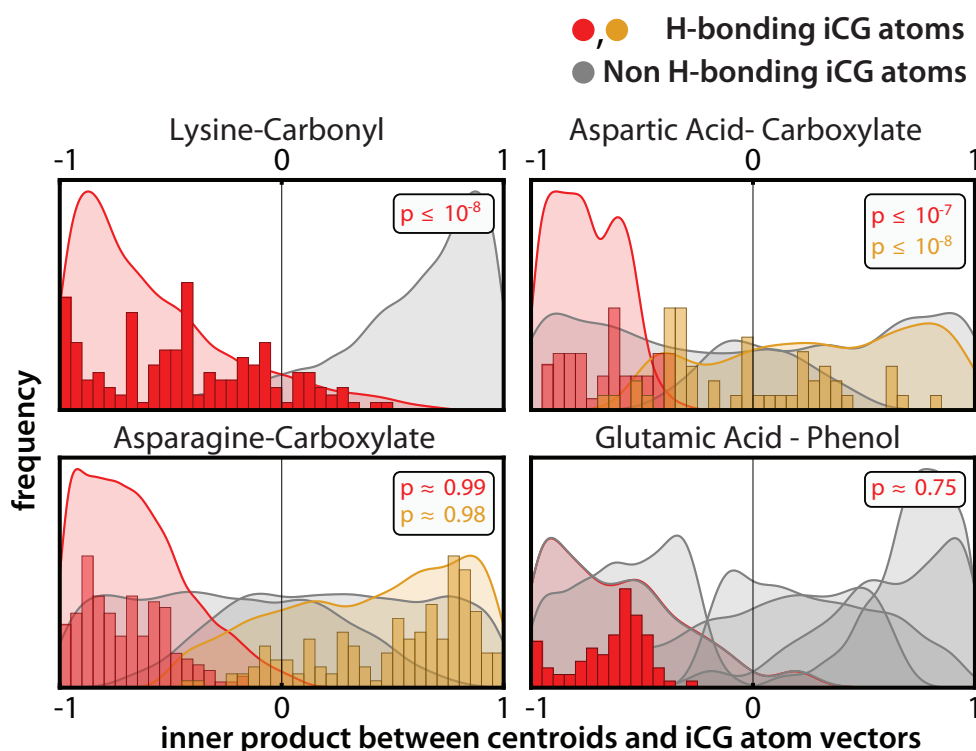 H-bonding iCG atoms
Non H-bonding iCG atoms
Lysine-Carbonyl
Aspartic Acid- Carboxylate
-1 0 1
-1 0 1
p ≤ 10⁻⁸
p ≤ 10⁻⁷
p ≤ 10⁻⁸
frequency
Asparagine-Carboxylate
Glutamic Acid - Phenol
p ≈ 0.99
p ≈ 0.98
p ≈ 0.75
-1 0 1
-1 0 1
inner product between centroids and iCG atom vectors